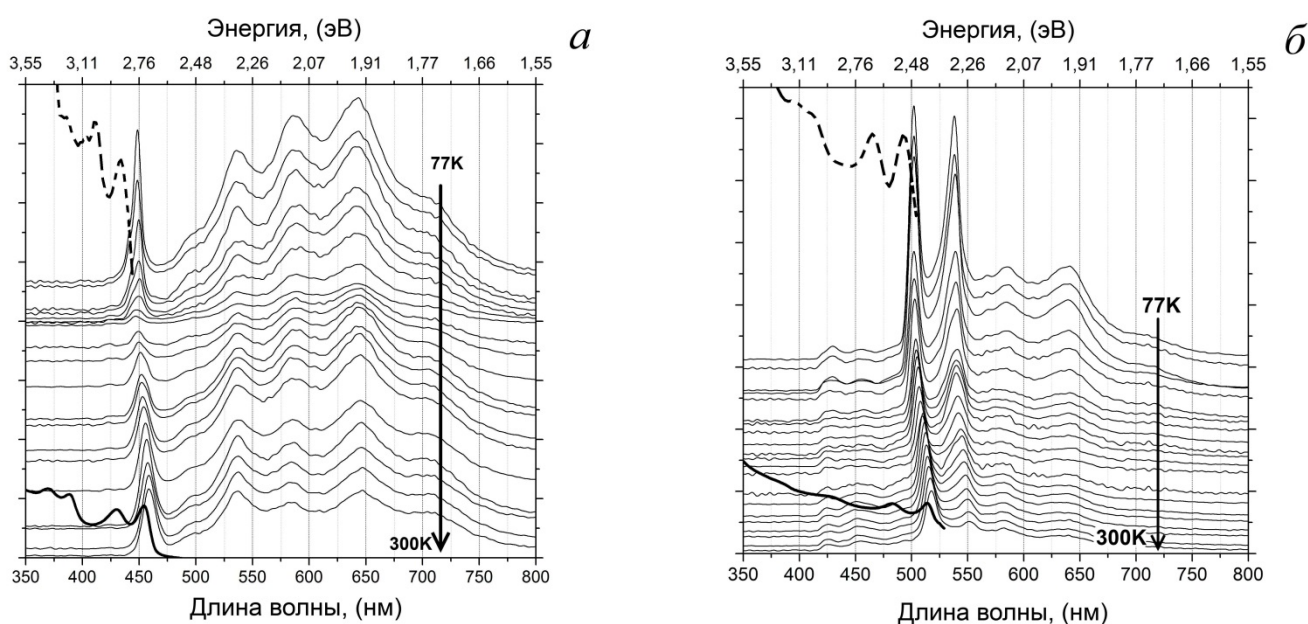 Энергия, (эВ)
а
3,55 3,11 2,76 2,48 2,26 2,07 1,91 1,77 1,66 1,55
77K
300K
350 400 450 500 550 600 650 700 750 800
Длина волны, (нм)
Энергия, (эВ)
б
3,55 3,11 2,76 2,48 2,26 2,07 1,91 1,77 1,66 1,55
77K
300K
350 400 450 500 550 600 650 700 750 800
Длина волны, (нм)